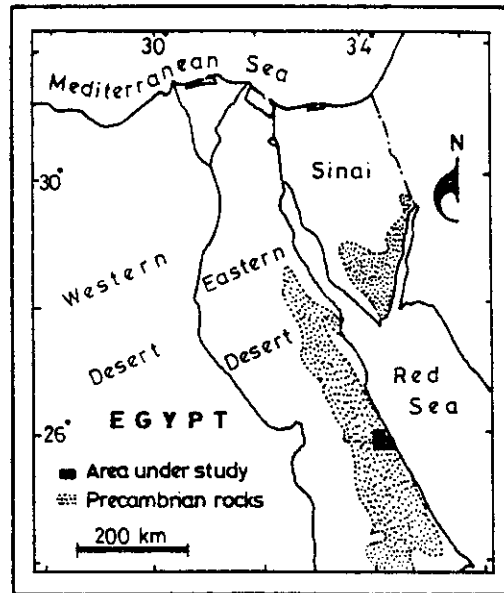 30 34
Mediterranean Sea
N
30°
Sinai
Western
Desert
Eastern
Desert
Red
Sea
26°
EGYPT
Area under study
Precambrian rocks
200 km